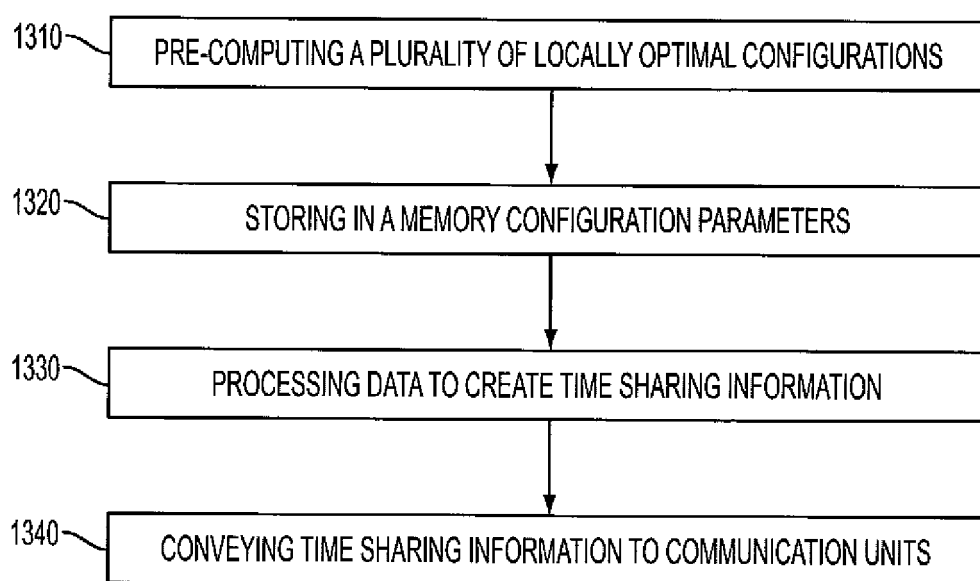 1310 PRE-COMPUTING A PLURALITY OF LOCALLY OPTIMAL CONFIGURATIONS
1320 STORING IN A MEMORY CONFIGURATION PARAMETERS
1330 PROCESSING DATA TO CREATE TIME SHARING INFORMATION
1340 CONVEYING TIME SHARING INFORMATION TO COMMUNICATION UNITS